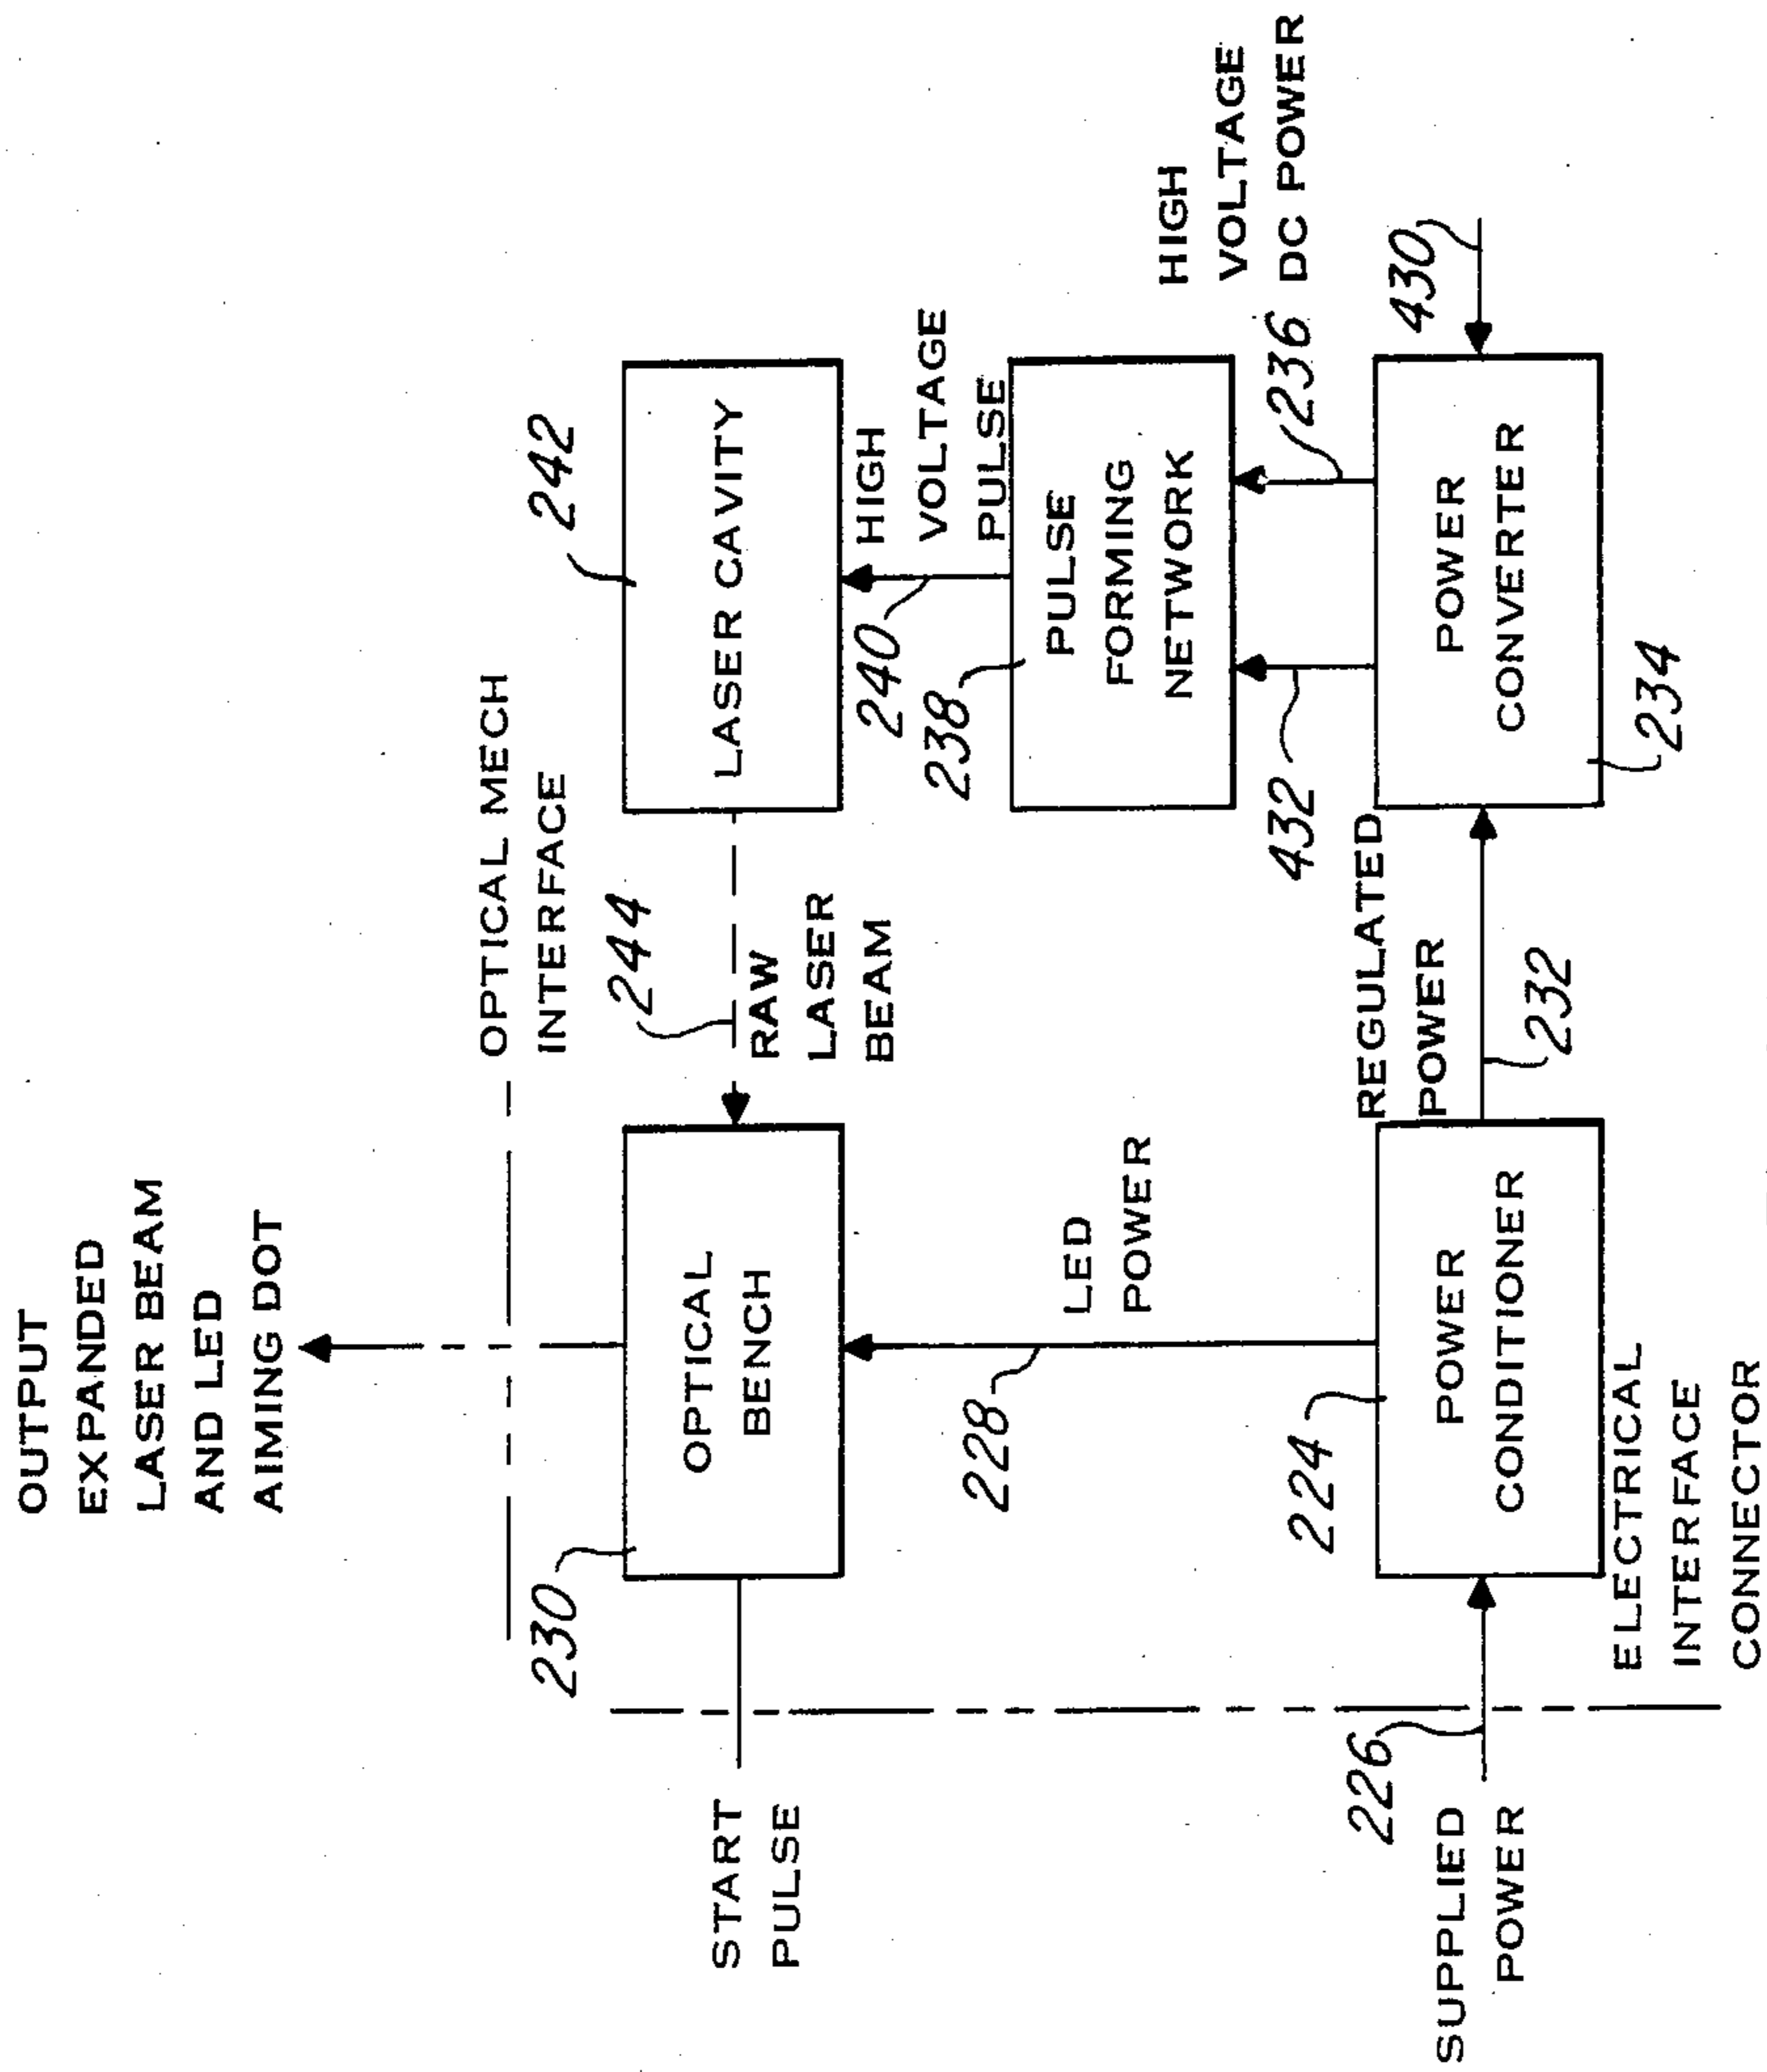 OUTPUT
EXPANDED
LASER BEAM
AND LED
AIMING DOT
OPTICAL MECH
INTERFACE
230
242
244
START
PULSE
OPTICAL
BENCH
RAW
LASER
BEAM
LASER CAVITY
240
HIGH
VOLTAGE
PULSE
238
228
LED
POWER
PULSE
FORMING
NETWORK
HIGH
VOLTAGE
DC POWER
432
236
224
226
SUPPLIED
POWER
POWER
CONDITIONER
REGULATED
POWER
232
POWER
CONVERTER
430
234
ELECTRICAL
INTERFACE
CONNECTOR